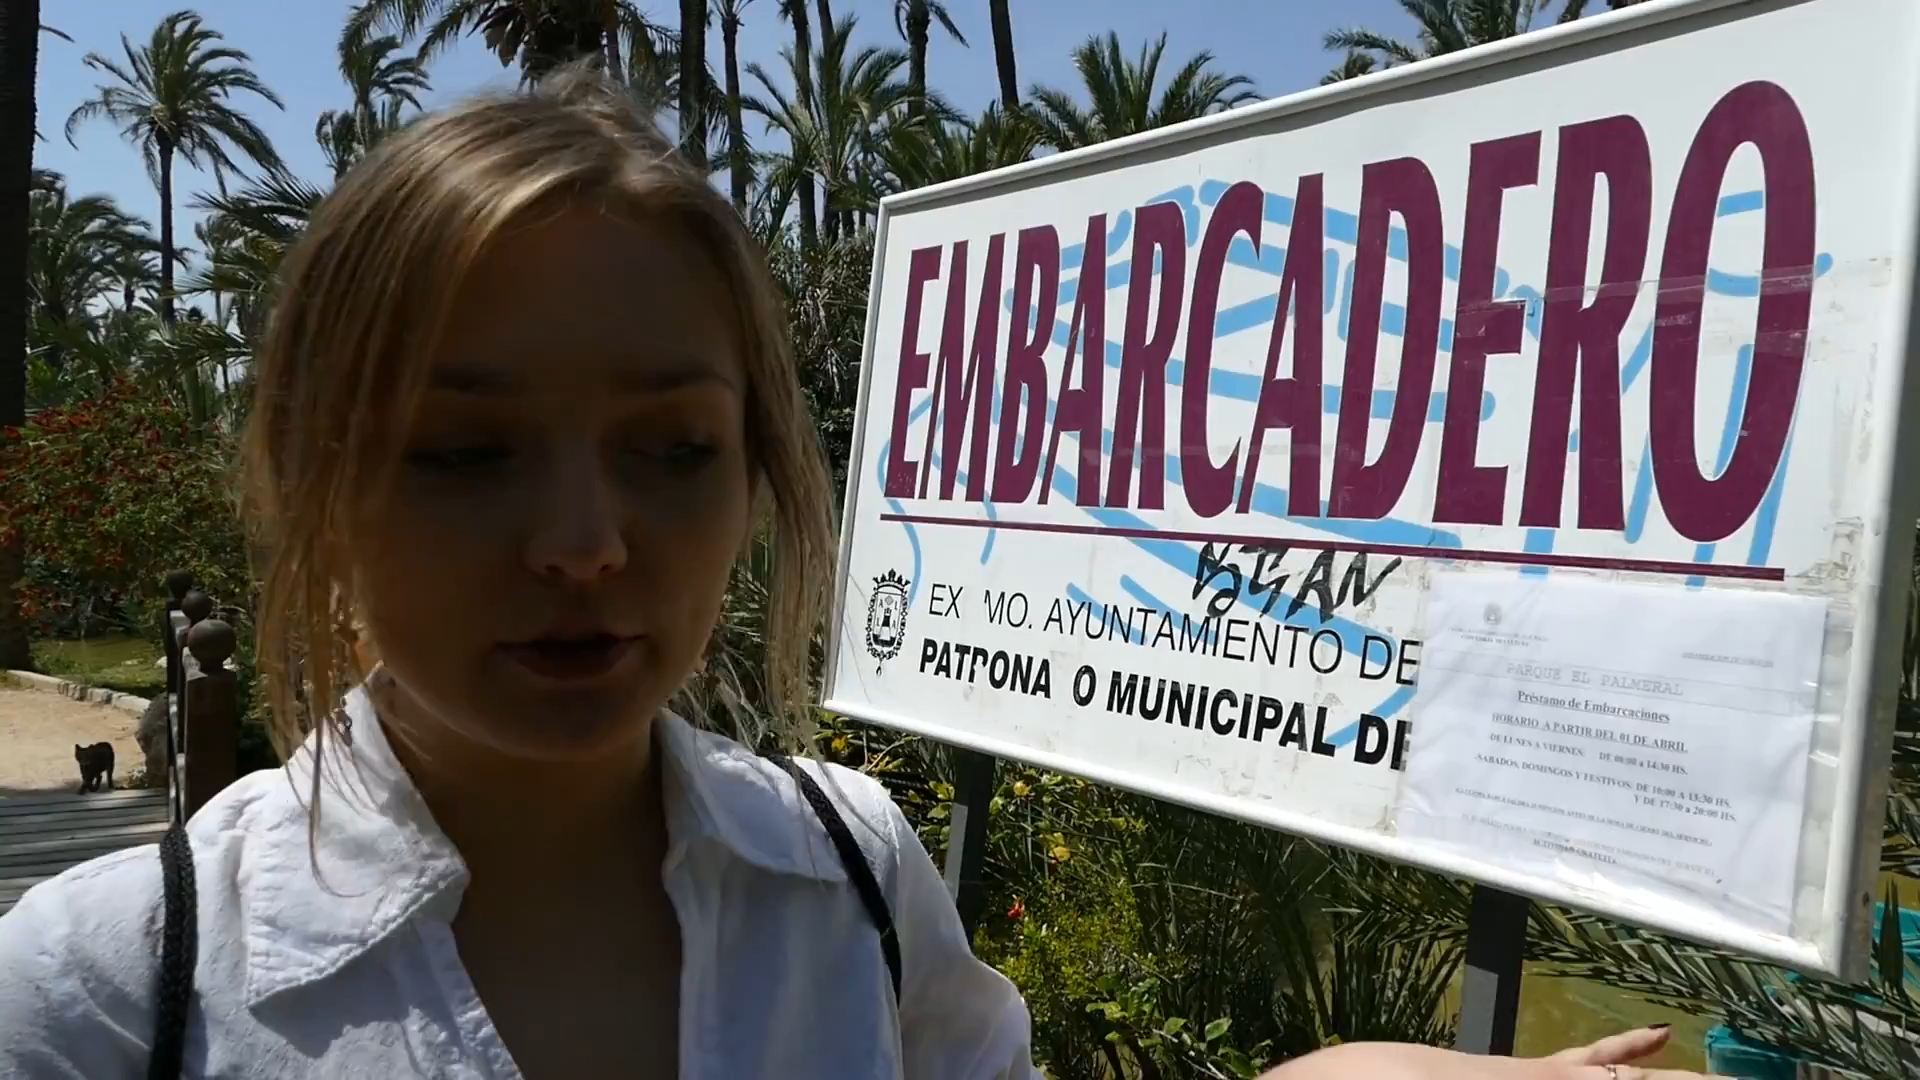 EMBARCADERO
EX MO. AYUNTAMIENTO DE
PATRONA O MUNICIPAL DE
PARQUE EL PALMERAL
Préstamo de Embarcaciones
HORARIO A PARTIR DEL 01 DE ABRIL
DE LUNES A VIERNES: DE 08:00 a 14:30 HS.
SABADOS, DOMINGOS Y FESTIVOS: DE 10:00 A 13:30 HS.
Y DE 17:30 a 20:00 HS.